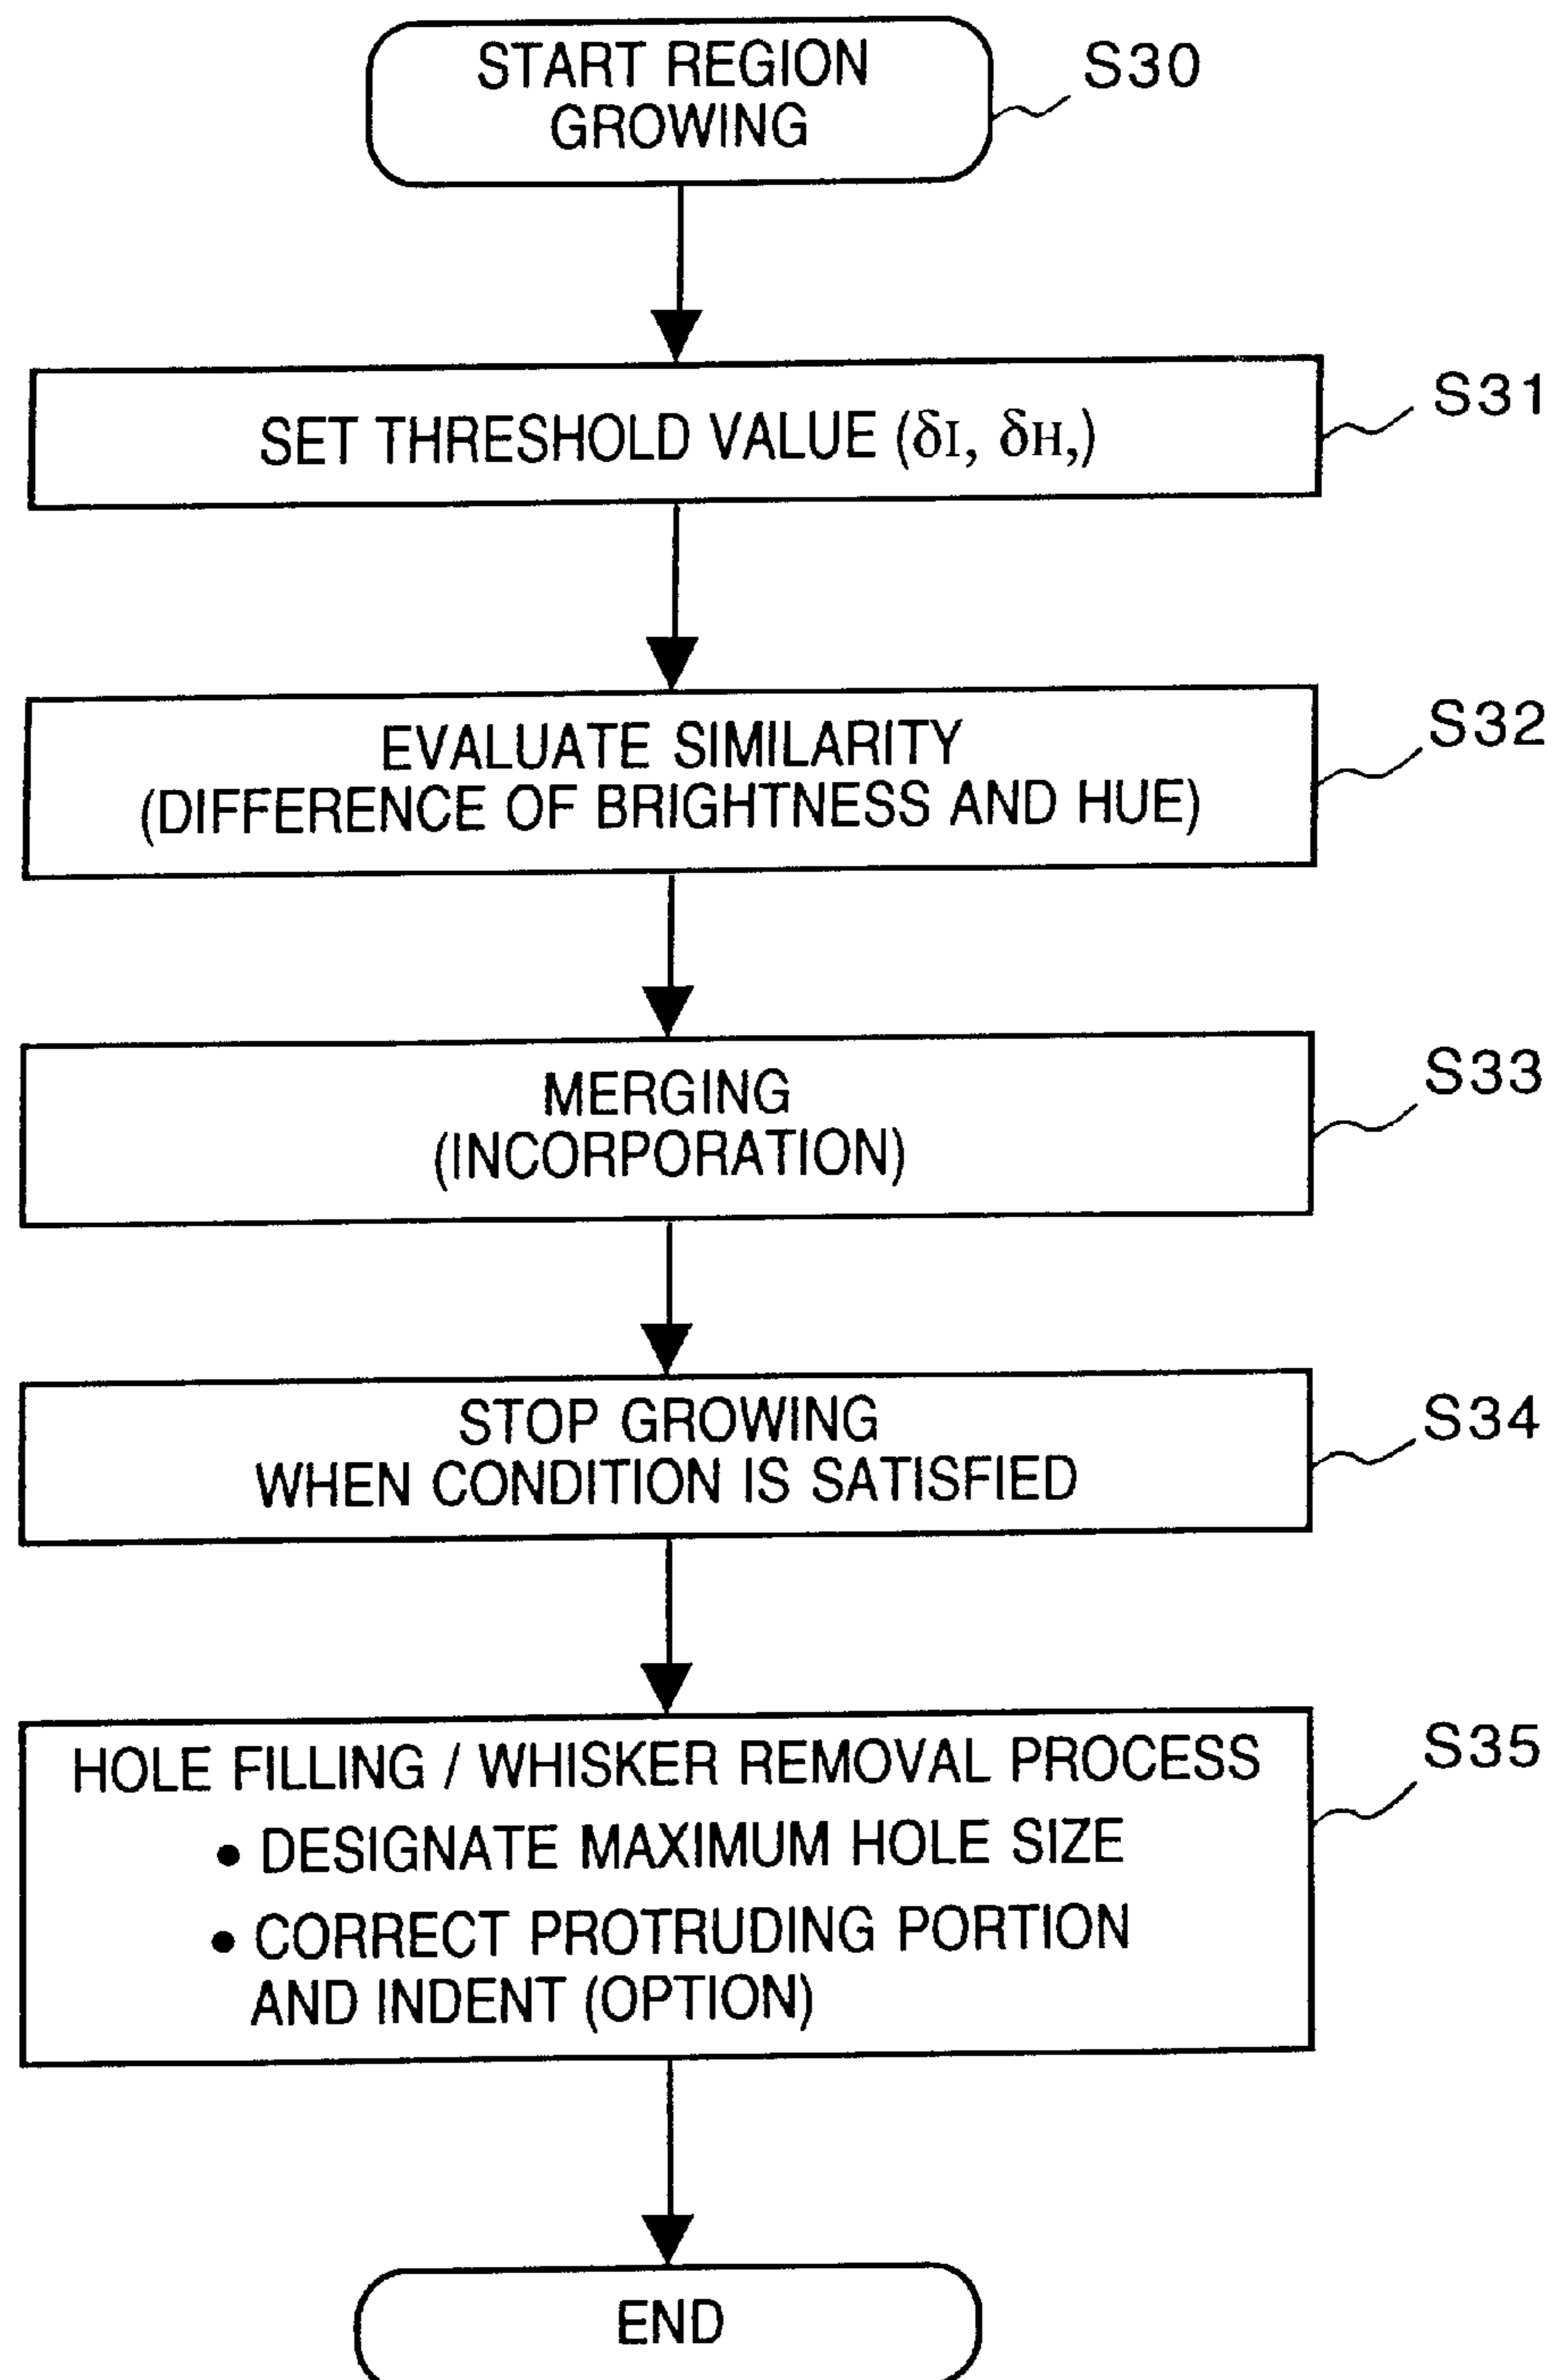 START REGION
GROWING
S30
SET THRESHOLD VALUE (δI, δH,)
S31
EVALUATE SIMILARITY
(DIFFERENCE OF BRIGHTNESS AND HUE)
S32
MERGING
(INCORPORATION)
S33
STOP GROWING
WHEN CONDITION IS SATISFIED
S34
HOLE FILLING / WHISKER REMOVAL PROCESS
• DESIGNATE MAXIMUM HOLE SIZE
• CORRECT PROTRUDING PORTION
AND INDENT (OPTION)
S35
END